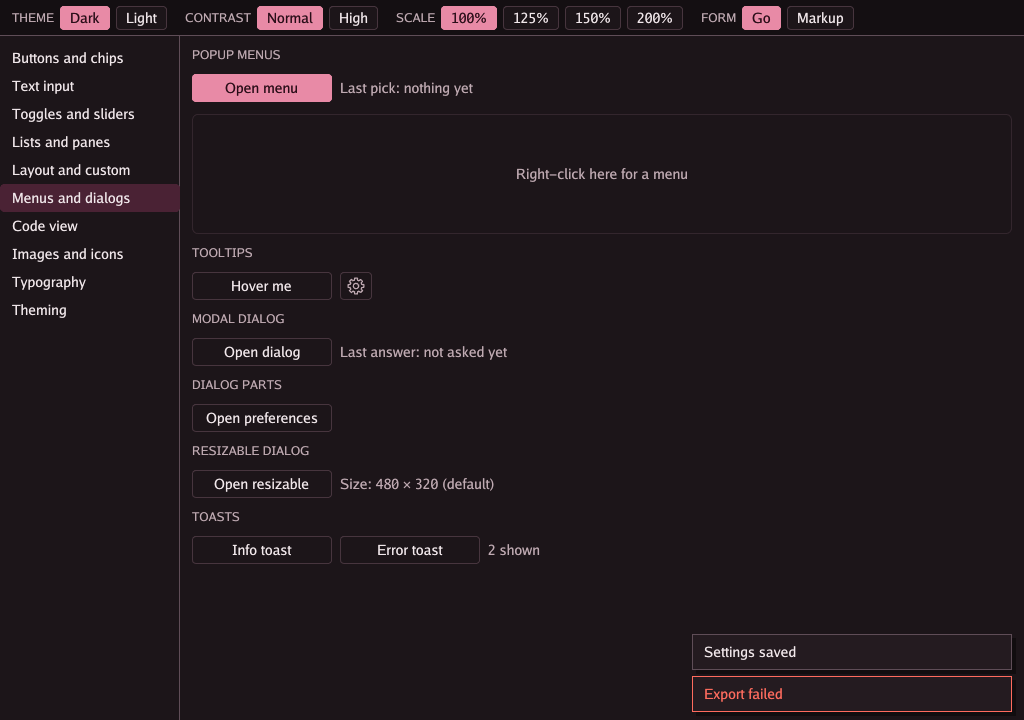 THEME Dark Light CONTRAST Normal High SCALE 100% 125% 150% 200% FORM Go Markup
Buttons and chips
Text input
Toggles and sliders
Lists and panes
Layout and custom
Menus and dialogs
Code view
Images and icons
Typography
Theming
POPUP MENUS
Open menu Last pick: nothing yet
Right-click here for a menu
TOOLTIPS
Hover me
MODAL DIALOG
Open dialog Last answer: not asked yet
DIALOG PARTS
Open preferences
RESIZABLE DIALOG
Open resizable Size: 480 × 320 (default)
TOASTS
Info toast Error toast 2 shown
Settings saved
Export failed